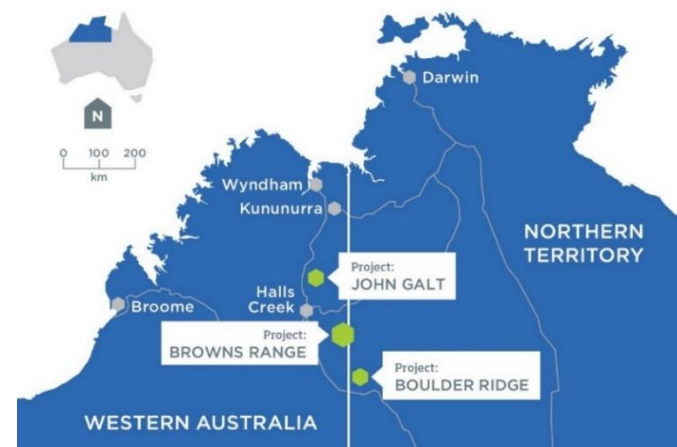 Darwin
N
0 100 200
km
Wyndham
Kununurra
NORTHERN
TERRITORY
Project:
JOHN GALT
Halls
Creek
Broome
Project:
BROWNS RANGE
Project:
BOULDER RIDGE
WESTERN AUSTRALIA